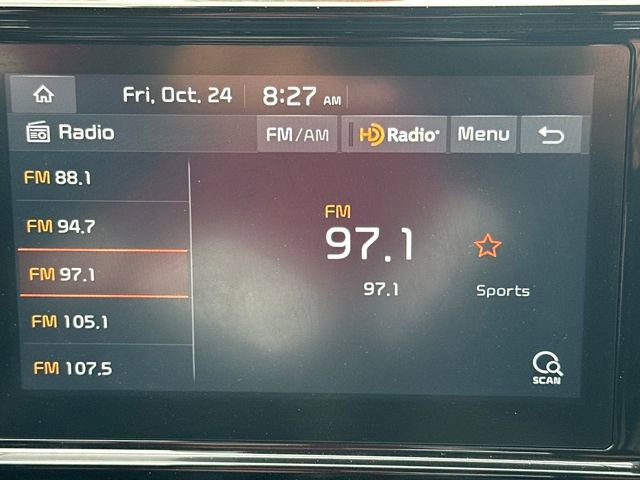 Fri, Oct. 24 8:27 AM
Radio FM/AM HD Radio Menu
FM 88.1
FM 94.7
FM 97.1
FM 105.1
FM 107.5
FM
97.1
97.1
Sports
SCAN